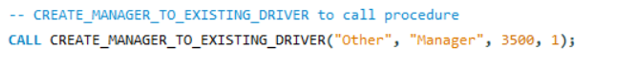 -- CREATE_MANAGER_TO_EXISTING_DRIVER to call procedure
CALL CREATE_MANAGER_TO_EXISTING_DRIVER("Other", "Manager", 3500, 1);